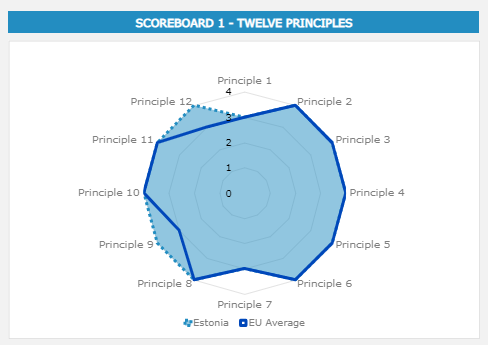 SCOREBOARD 1 - TWELVE PRINCIPLES
Principle 1
Principle 2
Principle 3
Principle 4
Principle 5
Principle 6
Principle 7
Principle 8
Principle 9
Principle 10
Principle 11
Principle 12
4
3
2
1
0
Estonia
EU Average